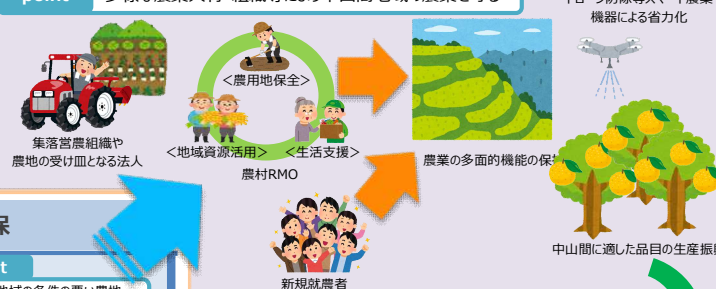 point
機器による省力化
＜農用地保全＞
＜地域資源活用＞ ＜生活支援＞
農村RMO
集落営農組織や
農地の受け皿となる法人
農業の多面的機能の保
中山間に適した品目の生産振
新規就農者
保